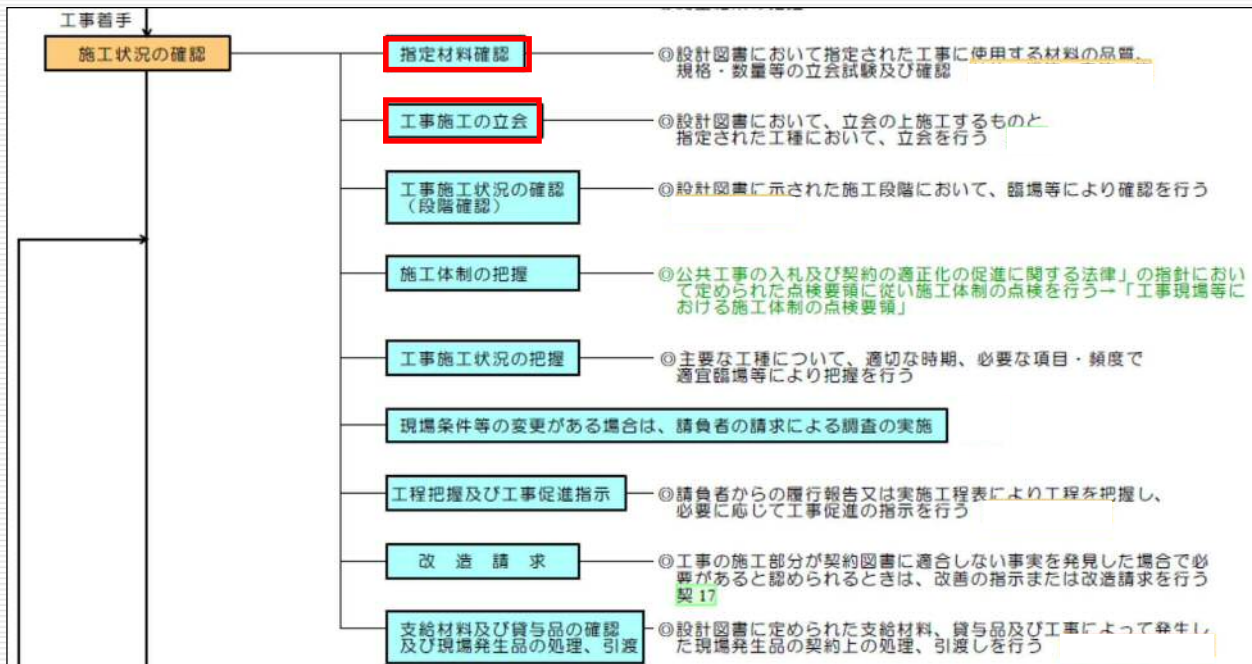 工事着手
施工状況の確認
指定材料確認
◎設計図書において指定された工事に使用する材料の品質、
規格・数量等の立会試験及び確認
工事施工の立会
◎設計図書において、立会の上施工するものと
指定された工種において、立会を行う
工事施工状況の確認
(段階確認)
◎設計図書に示された施工段階において、臨場等により確認を行う
施工体制の把握
◎公共工事の入札及び契約の適正化の促進に関する法律」の指針におい
て定められた点検要領に従い施工体制の点検を行う→「工事現場等に
おける施工体制の点検要領」
工事施工状況の把握
◎主要な工種について、適切な時期、必要な項目・頻度で
適宜臨場等により把握を行う
現場条件等の変更がある場合は、請負者の請求による調査の実施
工程把握及び工事促進指示
◎請負者からの履行報告又は実施工程表により工程を把握し、
必要に応じて工事促進の指示を行う
改 造 請 求
◎工事の施工部分が契約図書に適合しない事実を発見した場合で必
要があると認められるときは、改善の指示または改造請求を行う
契 17
支給材料及び貸与品の確認
及び現場発生品の処理、引渡
◎設計図書に定められた支給材料、貸与品及び工事によって発生し
た現場発生品の契約上の処理、引渡しを行う